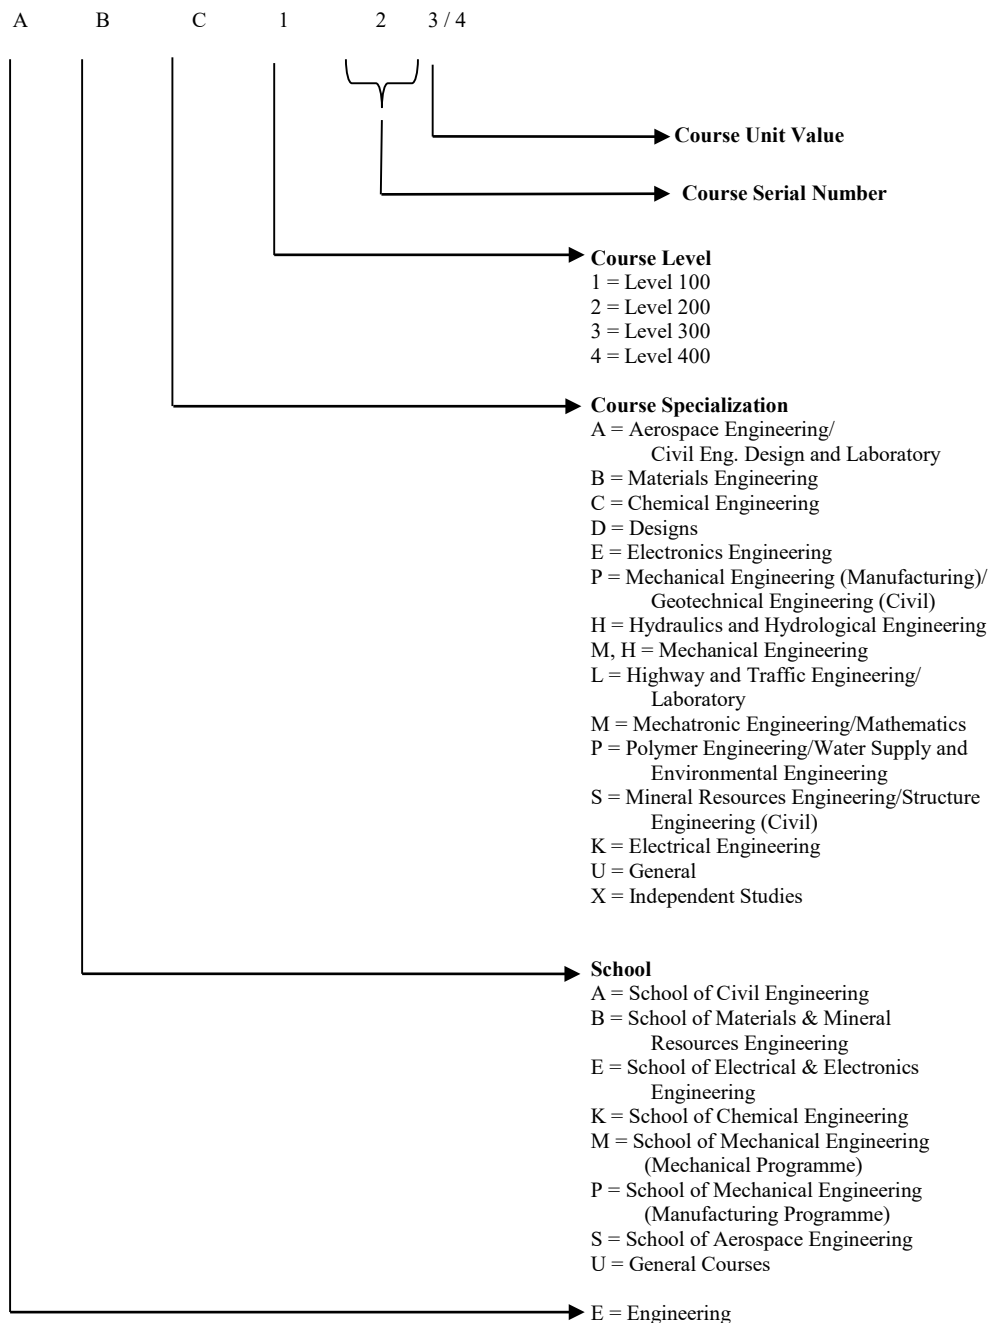 A B C 1 2 3 / 4
Course Unit Value
Course Serial Number
Course Level
1 = Level 100
2 = Level 200
3 = Level 300
4 = Level 400
Course Specialization
A = Aerospace Engineering/
Civil Eng. Design and Laboratory
B = Materials Engineering
C = Chemical Engineering
D = Designs
E = Electronics Engineering
P = Mechanical Engineering (Manufacturing)/
Geotechnical Engineering (Civil)
H = Hydraulics and Hydrological Engineering
M, H = Mechanical Engineering
L = Highway and Traffic Engineering/
Laboratory
M = Mechatronic Engineering/Mathematics
P = Polymer Engineering/Water Supply and
Environmental Engineering
S = Mineral Resources Engineering/Structure
Engineering (Civil)
K = Electrical Engineering
U = General
X = Independent Studies
School
A = School of Civil Engineering
B = School of Materials & Mineral
Resources Engineering
E = School of Electrical & Electronics
Engineering
K = School of Chemical Engineering
M = School of Mechanical Engineering
(Mechanical Programme)
P = School of Mechanical Engineering
(Manufacturing Programme)
S = School of Aerospace Engineering
U = General Courses
E = Engineering